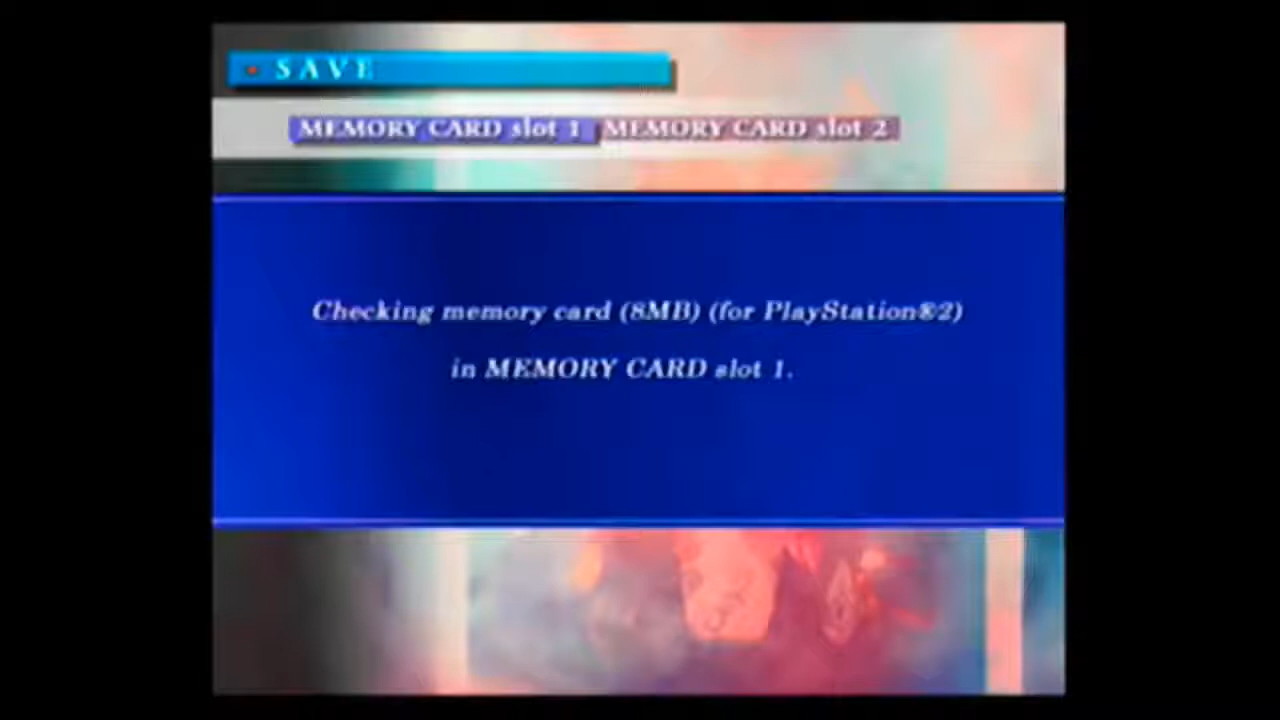 SAVE
MEMORY CARD slot 1 MEMORY CARD slot 2
Checking memory card (8MB) (for PlayStation®2)
in MEMORY CARD slot 1.